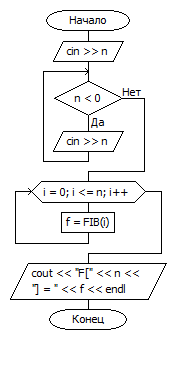 Начало
cin >> n
n < 0
Нет
Да
cin >> n
i = 0; i <= n; i++
f = FIB(i)
cout << "F[" << n <<
"] = " << f << endl
Конец